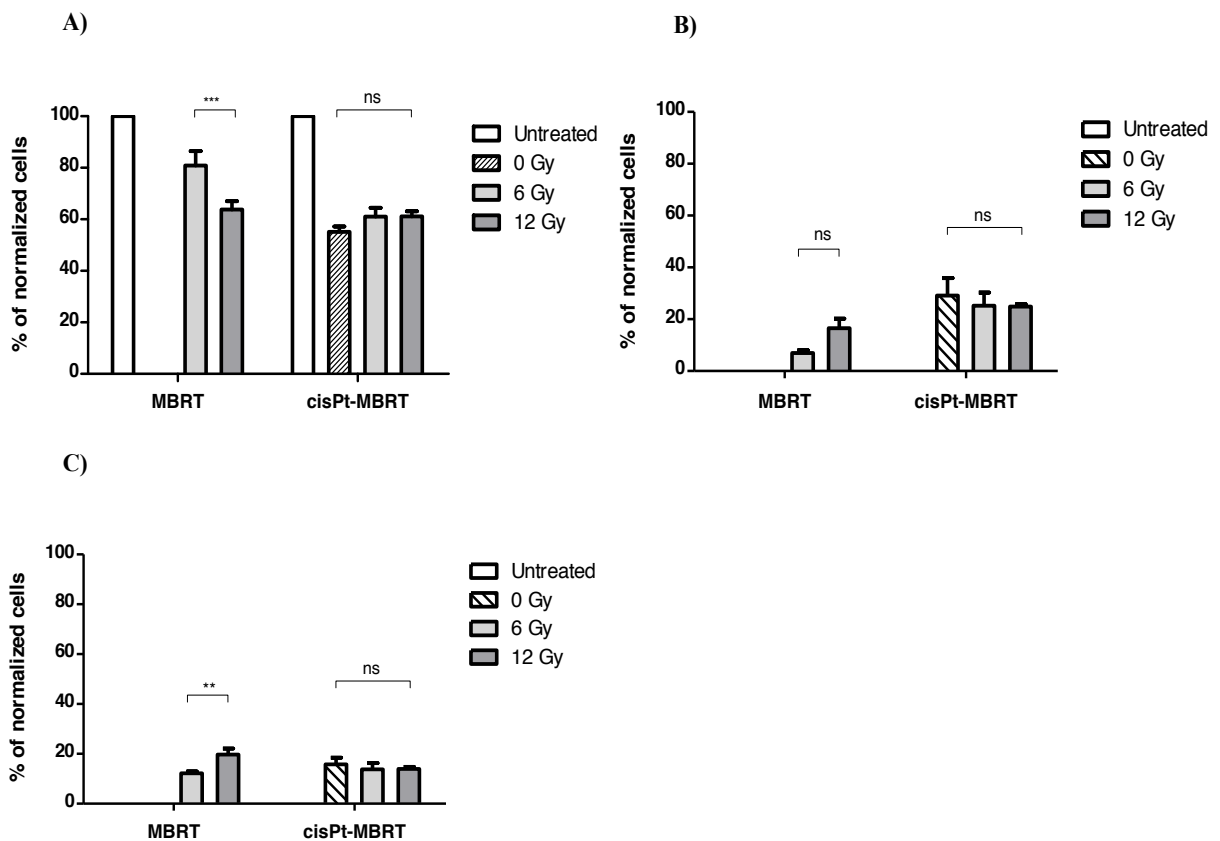 A)
% of normalized cells
100
80
60
40
20
0
***
ns
MBRT
cisPt-MBRT
Untreated
0 Gy
6 Gy
12 Gy
B)
% of normalized cells
100
80
60
40
20
0
ns
ns
MBRT
cisPt-MBRT
Untreated
0 Gy
6 Gy
12 Gy
C)
% of normalized cells
100
80
60
40
20
0
**
ns
MBRT
cisPt-MBRT
Untreated
0 Gy
6 Gy
12 Gy